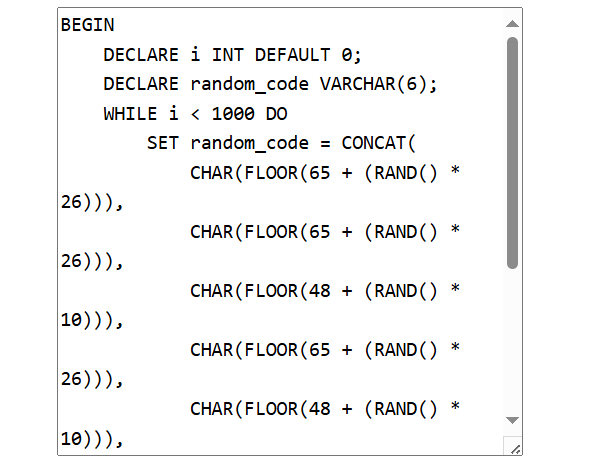 BEGIN
    DECLARE i INT DEFAULT 0;
    DECLARE random_code VARCHAR(6);
    WHILE i < 1000 DO
        SET random_code = CONCAT(
            CHAR(FLOOR(65 + (RAND() *
26))),
            CHAR(FLOOR(65 + (RAND() *
26))),
            CHAR(FLOOR(48 + (RAND() *
10))),
            CHAR(FLOOR(65 + (RAND() *
26))),
            CHAR(FLOOR(48 + (RAND() *
10))),